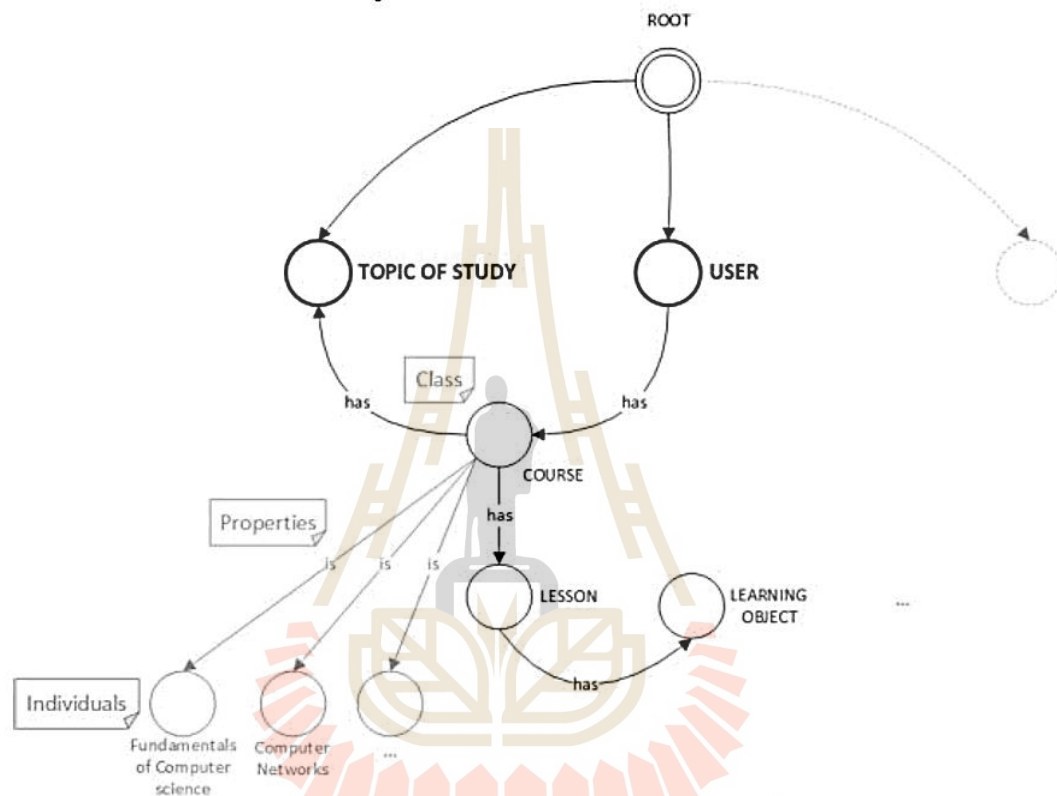 ROOT
TOPIC OF STUDY
USER
Class
has
has
COURSE
Properties
has
is
is
is
LESSON
LEARNING
OBJECT
...
has
Individuals
Fundamentals
of Computer
science
Computer
Networks
...